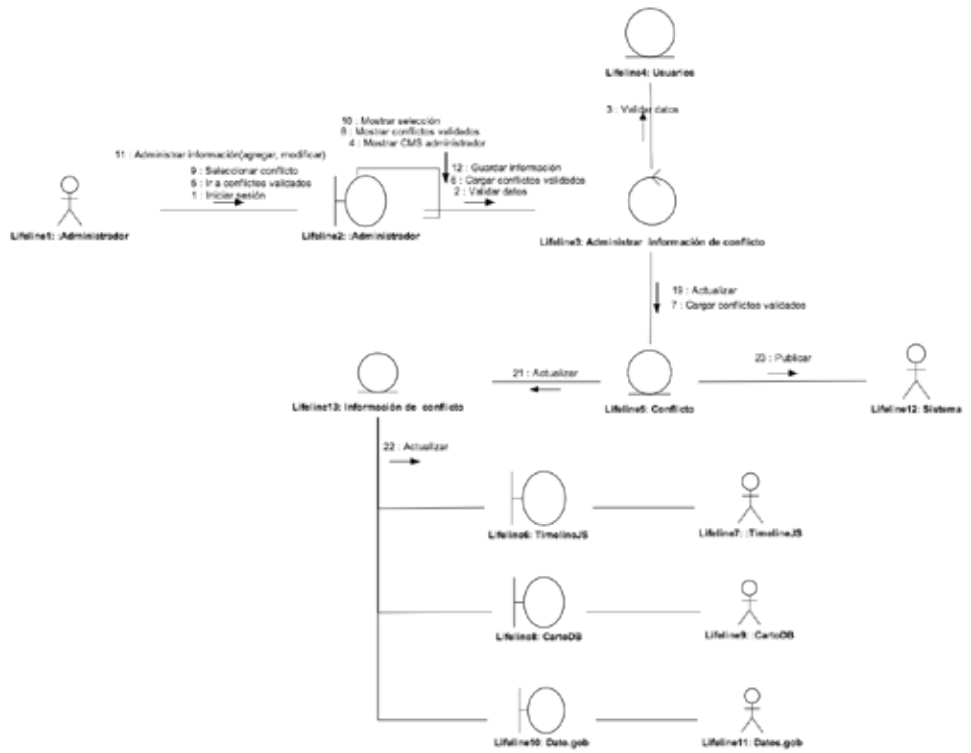 Lifeline4: Usuarios
3 : Validar datos
10 : Mostrar selección
8 : Mostrar conflictos validados
4 : Mostrar CMS administrador
11 : Administrar información(agregar, modificar)
9 : Seleccionar conflicto
5 : Ir a conflictos validados
1 : Iniciar sesión
12 : Guardar información
6 : Cargar conflictos validados
2 : Validar datos
Lifeline1: :Administrador
Lifeline2: :Administrador
Lifeline3: Administrar información de conflicto
19 : Actualizar
7 : Cargar conflictos validados
21 : Actualizar
23 : Publicar
Lifeline13: Información de conflicto
Lifeline5: Conflicto
Lifeline12: Sistema
22 : Actualizar
Lifeline6: TimelineJS
Lifeline7: :TimelineJS
Lifeline8: CartoDB
Lifeline9: :CartoDB
Lifeline10: Dato.gob
Lifeline11: Datos.gob